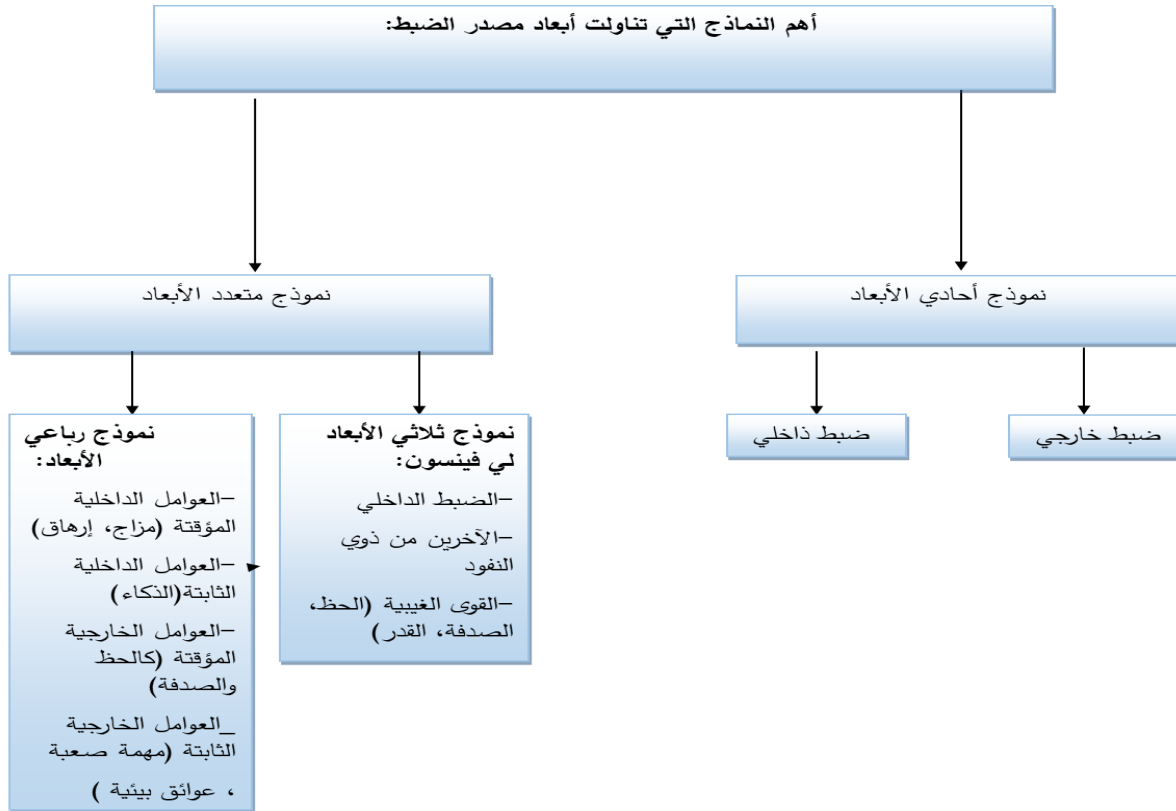 أهم النماذج التي تناولت أبعاد مصدر الضبط:
نموذج أحادي الأبعاد
نموذج متعدد الأبعاد
ضبط خارجي
ضبط ذاخلي
نموذج ثلاثي الأبعاد
لي فينسون:
–الضبط الداخلي
–الآخرين من ذوي
النفود
–القوى الغيبية (الحظ،
الصدفة، القدر)
نموذج رباعي
الأبعاد:
–العوامل الداخلية
المؤقتة (مزاج، إرهاق)
–العوامل الداخلية
الثابتة(الذكاء)
–العوامل الخارجية
المؤقتة (كالحظ
والصدفة)
_العوامل الخارجية
الثابتة (مهمة صعبة
، عوائق بيئية )